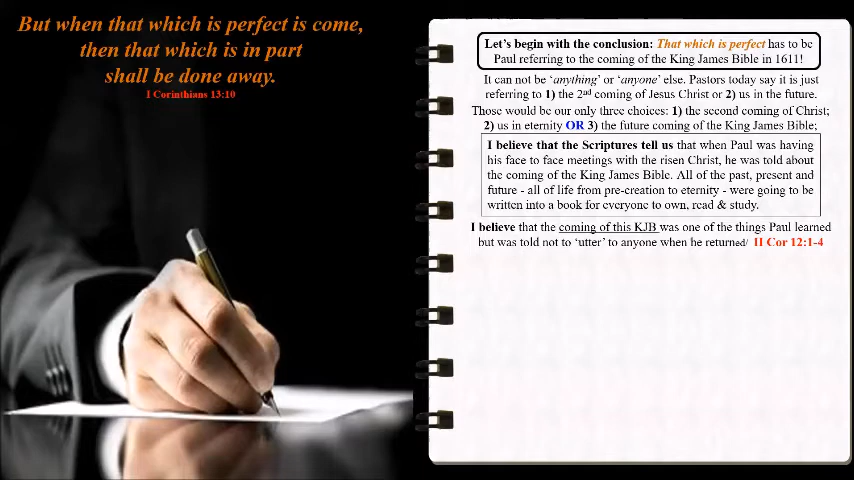 But when that which is perfect is come,
then that which is in part
shall be done away.
I Corinthians 13:10
Let's begin with the conclusion: That which is perfect has to be
Paul referring to the coming of the King James Bible in 1611!
It can not be 'anything' or 'anyone' else. Pastors today say it is just
referring to 1) the 2nd coming of Jesus Christ or 2) us in the future.
Those would be our only three choices: 1) the second coming of Christ;
2) us in eternity OR 3) the future coming of the King James Bible;
I believe that the Scriptures tell us that when Paul was having
his face to face meetings with the risen Christ, he was told about
the coming of the King James Bible. All of the past, present and
future - all of life from pre-creation to eternity - were going to be
written into a book for everyone to own, read & study.
I believe that the coming of this KJB was one of the things Paul learned
but was told not to 'utter' to anyone when he returned/ II Cor 12:1-4